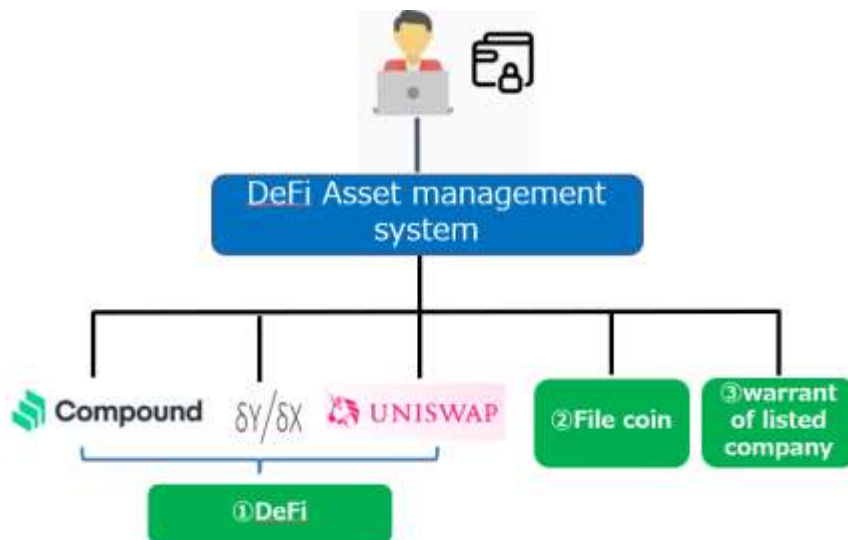 DeFi Asset management
system
Compound
δY/δX
UNISWAP
②File coin
③warrant
of listed
company
①DeFi